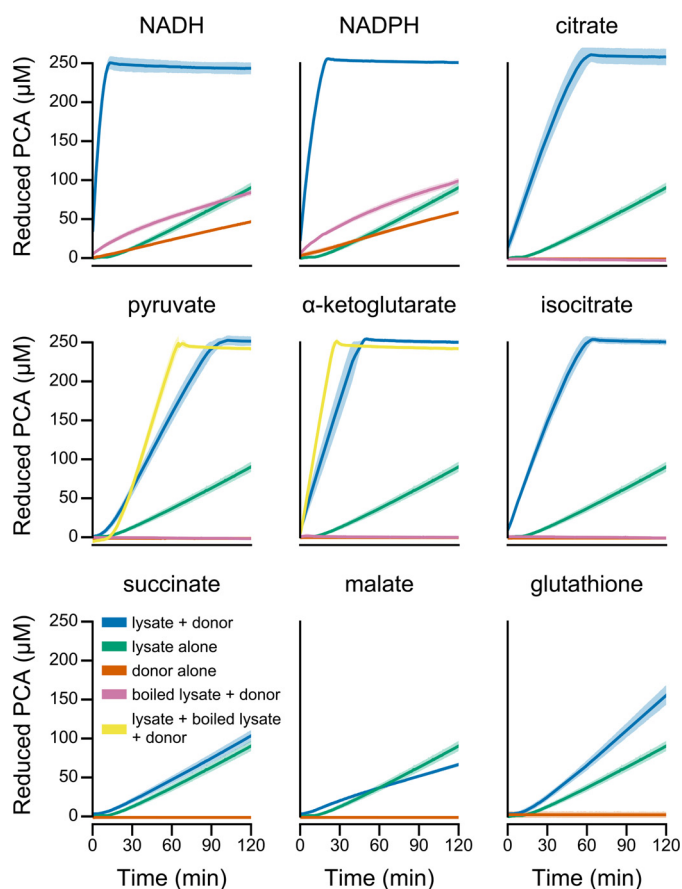 NADH NADPH citrate
Reduced PCA (µM)
250
200
150
100
50
0
pyruvate α-ketoglutarate isocitrate
Reduced PCA (µM)
250
200
150
100
50
0
succinate malate glutathione
Reduced PCA (µM)
250
200
150
100
50
0
lysate + donor
lysate alone
donor alone
boiled lysate + donor
lysate + boiled lysate
+ donor
0 30 60 90 120 0 30 60 90 120 0 30 60 90 120
Time (min) Time (min) Time (min)